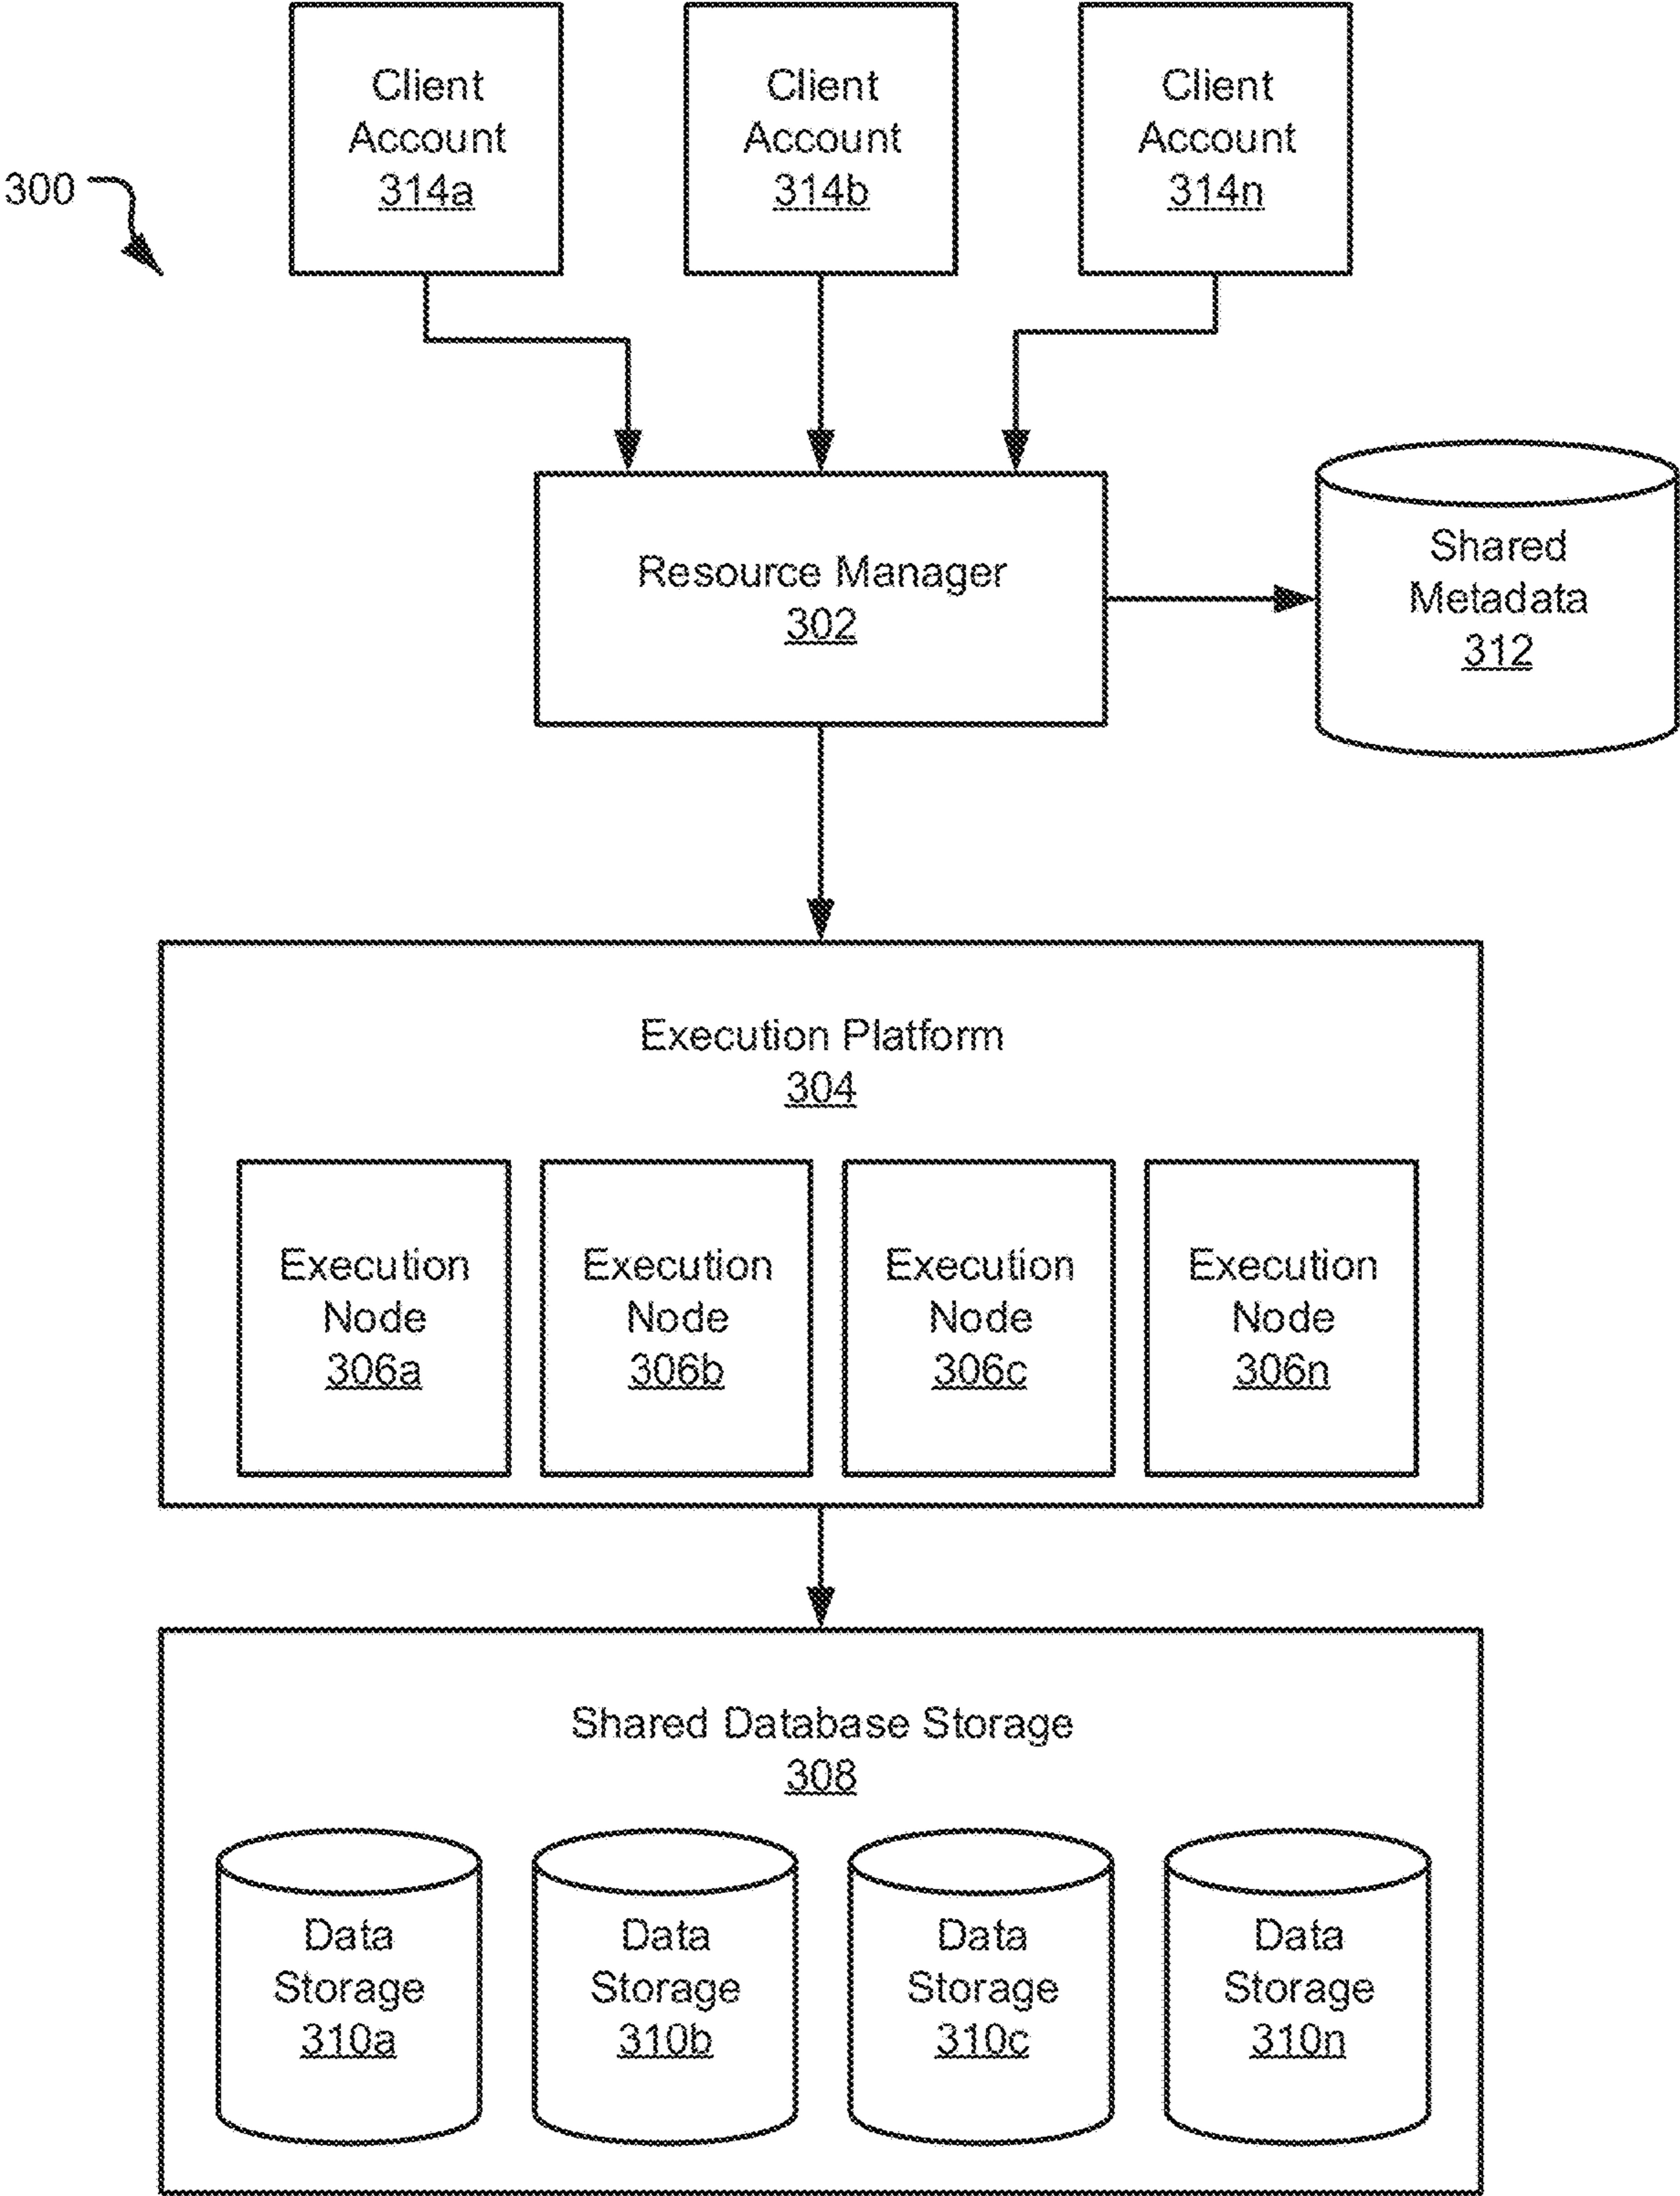 Client
Account
314a
Client
Account
314b
Client
Account
314n
300
Resource Manager
302
Shared
Metadata
312
Execution Platform
304
Execution
Node
306a
Execution
Node
306b
Execution
Node
306c
Execution
Node
306n
Shared Database Storage
308
Data
Storage
310a
Data
Storage
310b
Data
Storage
310c
Data
Storage
310n